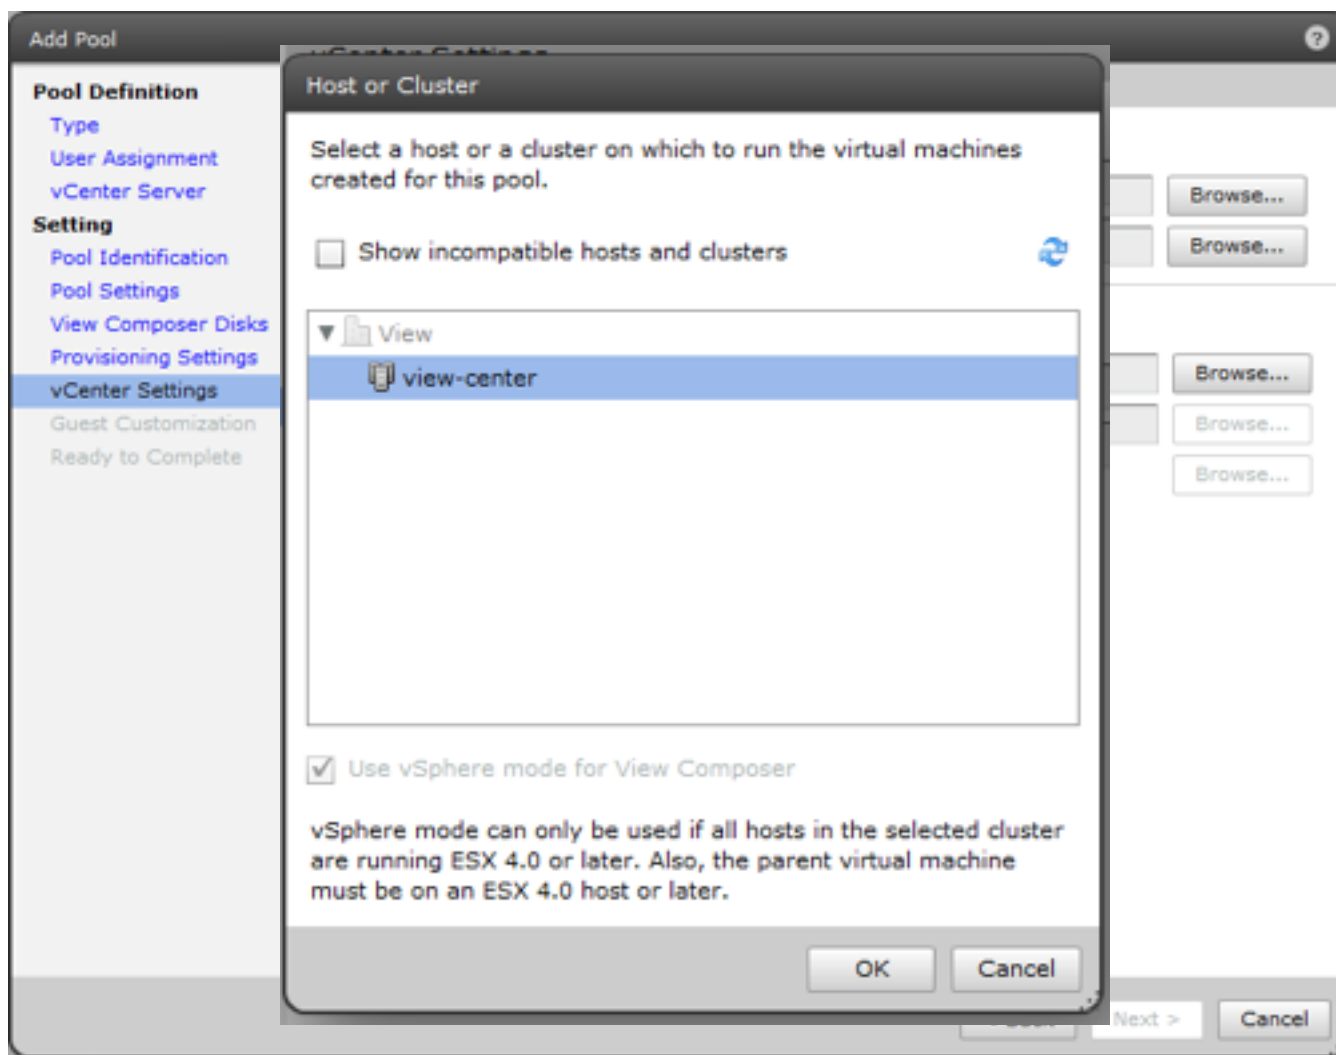 Add Pool
?
Pool Definition
Type
User Assignment
vCenter Server
Setting
Pool Identification
Pool Settings
View Composer Disks
Provisioning Settings
vCenter Settings
Guest Customization
Ready to Complete
vCenter Settings
Host or Cluster
Select a host or a cluster on which to run the virtual machines
created for this pool.
Show incompatible hosts and clusters
View
view-center
Use vSphere mode for View Composer
vSphere mode can only be used if all hosts in the selected cluster
are running ESX 4.0 or later. Also, the parent virtual machine
must be on an ESX 4.0 host or later.
OK Cancel
Browse...
Browse...
Browse...
Browse...
Browse...
Next > Cancel